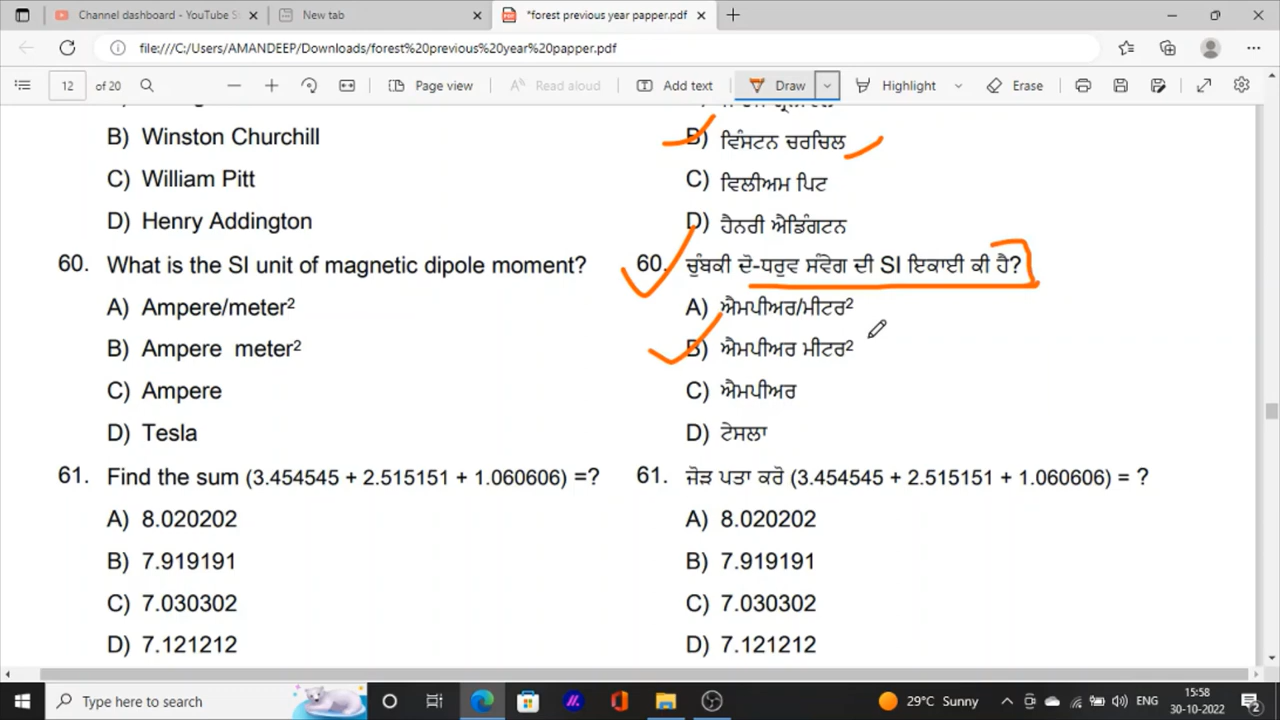 Channel dashboard - YouTube S
New tab
*forest previous year papper.pdf
file:///C:/Users/AMANDEEP/Downloads/forest%20previous%20year%20papper.pdf
12 of 20
Page view
Read aloud
Add text
Draw
Highlight
Erase
B) Winston Churchill
C) William Pitt
D) Henry Addington
60. What is the SI unit of magnetic dipole moment?
A) Ampere/meter²
B) Ampere meter²
C) Ampere
D) Tesla
61. Find the sum (3.454545 + 2.515151 + 1.060606) =?
A) 8.020202
B) 7.919191
C) 7.030302
D) 7.121212
B) ਵਿੰਸਟਨ ਚਰਚਿਲ
C) ਵਿਲੀਅਮ ਪਿਟ
D) ਹੈਨਰੀ ਐਡਿੰਗਟਨ
60. ਚੁੰਬਕੀ ਦੋ-ਧਰੁਵ ਸੰਵੇਗ ਦੀ SI ਇਕਾਈ ਕੀ ਹੈ?
A) ਐਮਪੀਅਰ/ਮੀਟਰ²
B) ਐਮਪੀਅਰ ਮੀਟਰ²
C) ਐਮਪੀਅਰ
D) ਟੇਸਲਾ
61. ਜੋੜ ਪਤਾ ਕਰੋ (3.454545 + 2.515151 + 1.060606) = ?
A) 8.020202
B) 7.919191
C) 7.030302
D) 7.121212
Type here to search
29°C Sunny
ENG
15:58
30-10-2022
2